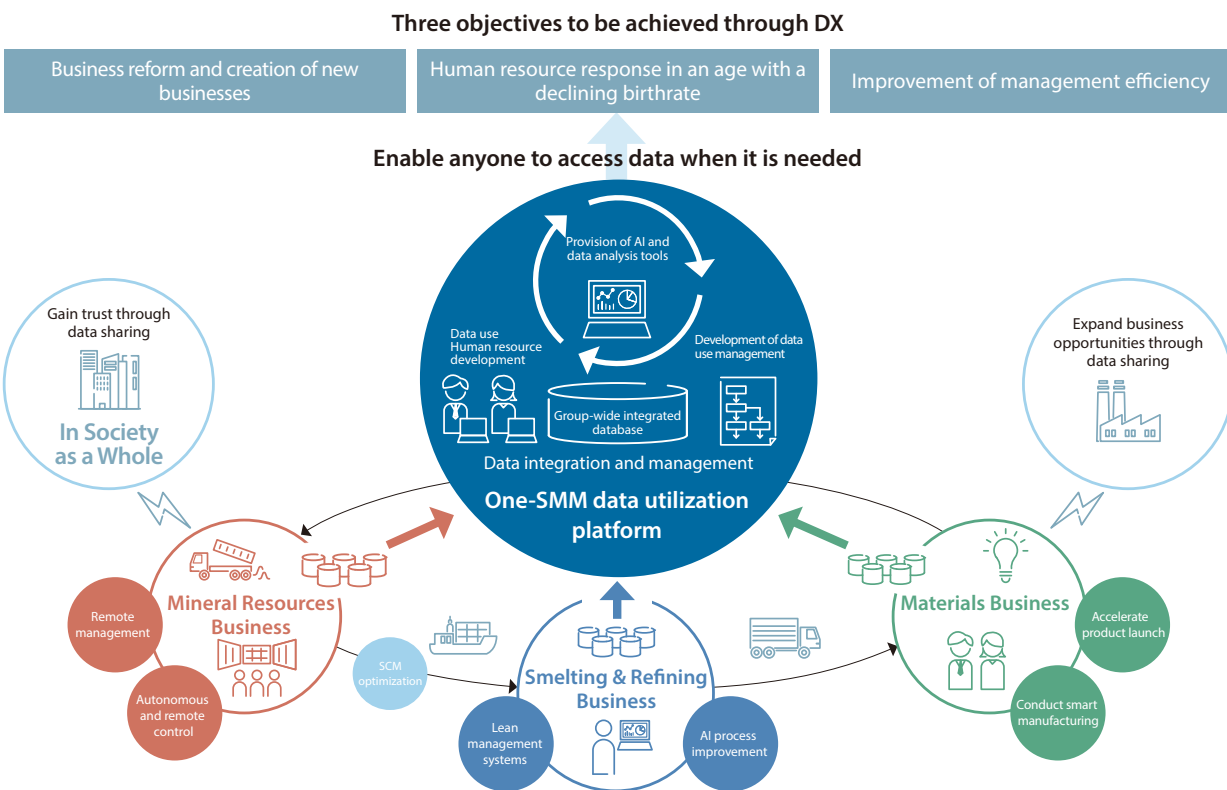 Three objectives to be achieved through DX
Business reform and creation of new
businesses
Human resource response in an age with a
declining birthrate
Improvement of management efficiency
Enable anyone to access data when it is needed
Provision of AI and
data analysis tools
Data use
Human resource
development
Development of data
use management
Group-wide integrated
database
Data integration and management
One-SMM data utilization
platform
Gain trust through
data sharing
In Society
as a Whole
Expand business
opportunities through
data sharing
Mineral Resources
Business
Remote
management
Autonomous
and remote
control
SCM
optimization
Smelting & Refining
Business
Lean
management
systems
AI process
improvement
Materials Business
Accelerate
product launch
Conduct smart
manufacturing